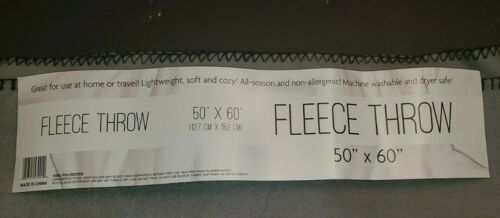 Great for use at home or travel! Lightweight, soft and cozy! All-season and non-allergenic! Machine washable and dryer safe!
FLEECE THROW
50" X 60"
(127 CM X 152 CM)
FLEECE THROW
50" x 60"
100% POLYESTER
MADE IN CHINA